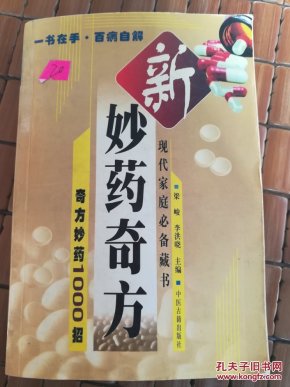 一书在手·百病自解
新
妙药奇方
现代家庭必备藏书
奇方妙药1000招
梁峻 李洪晓 主编
中医古籍出版社
20
孔夫子旧书网